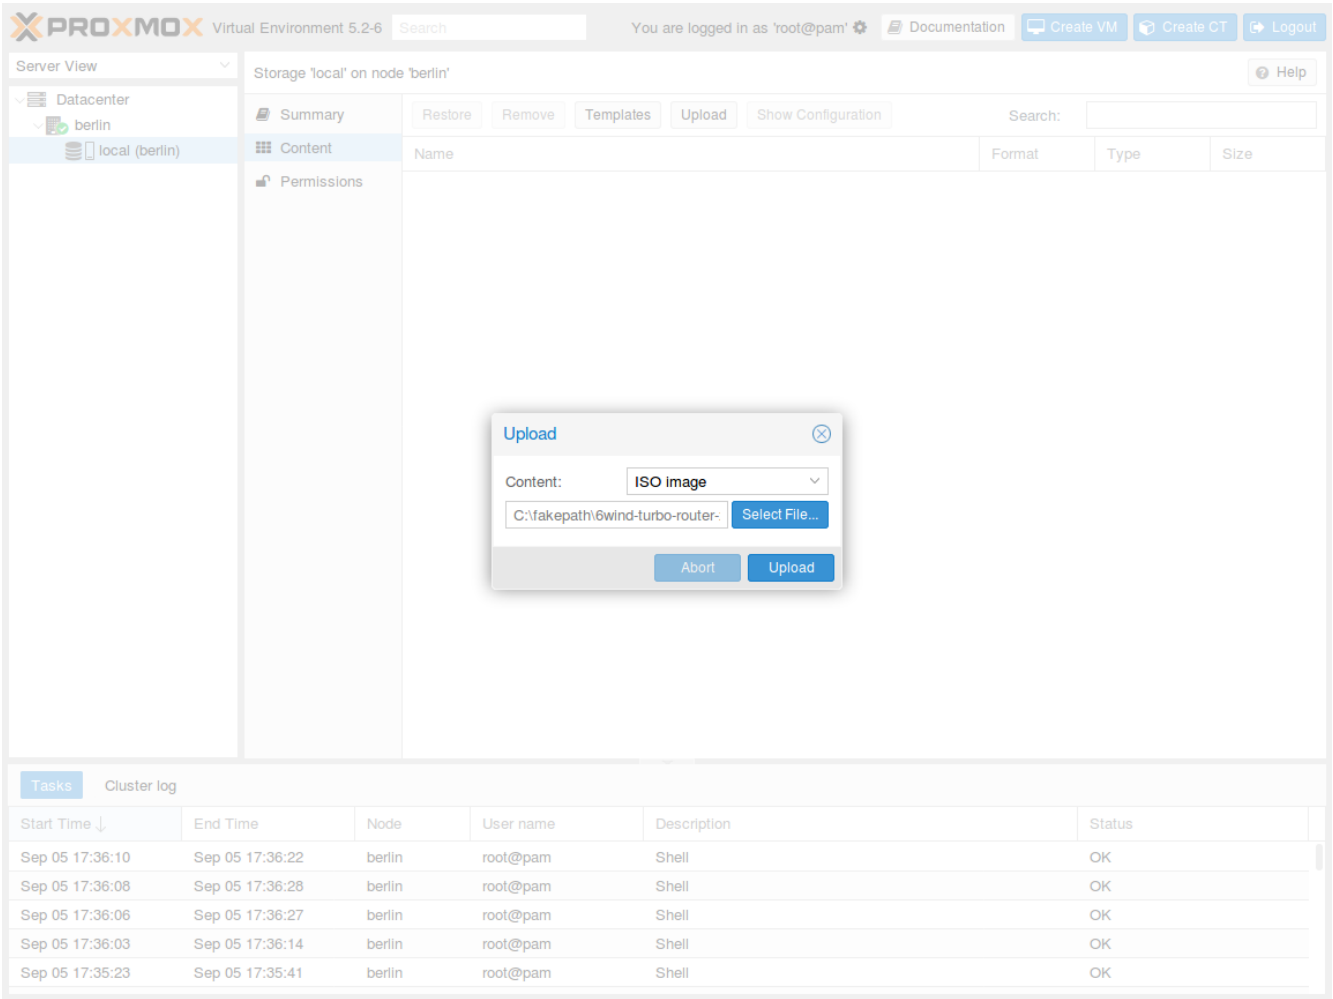 PROXMOX Virtual Environment 5.2-6 Search You are logged in as 'root@pam' Documentation Create VM Create CT Logout
Server View
Storage 'local' on node 'berlin' Help
Datacenter
berlin
local (berlin)
Summary
Content
Permissions
Restore Remove Templates Upload Show Configuration Search:
Name Format Type Size
Upload
Content: ISO image
C:\fakepath\6wind-turbo-router- Select File...
Abort Upload
Tasks Cluster log
Start Time End Time Node User name Description Status
Sep 05 17:36:10 Sep 05 17:36:22 berlin root@pam Shell OK
Sep 05 17:36:08 Sep 05 17:36:28 berlin root@pam Shell OK
Sep 05 17:36:06 Sep 05 17:36:27 berlin root@pam Shell OK
Sep 05 17:36:03 Sep 05 17:36:14 berlin root@pam Shell OK
Sep 05 17:35:23 Sep 05 17:35:41 berlin root@pam Shell OK